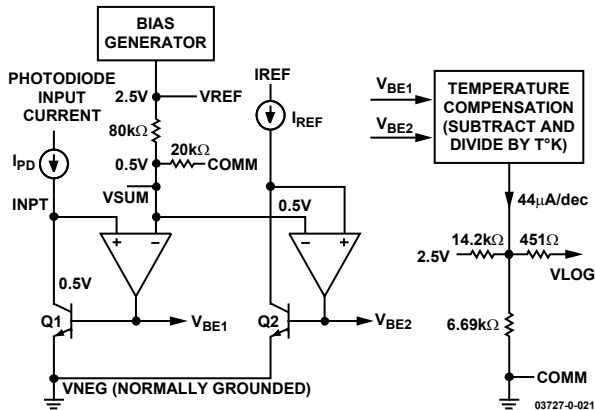 BIAS
GENERATOR
PHOTODIODE
INPUT
CURRENT
2.5V
VREF
IREF
80kΩ
IREF
IPD
20kΩ
0.5V
COMM
VSUM
INPT
0.5V
+
−
−
+
0.5V
Q1
VBE1
Q2
VBE2
VNEG (NORMALLY GROUNDED)
VBE1
VBE2
TEMPERATURE
COMPENSATION
(SUBTRACT AND
DIVIDE BY T°K)
44µA/dec
14.2kΩ
451Ω
2.5V
VLOG
6.69kΩ
COMM
03727-0-021